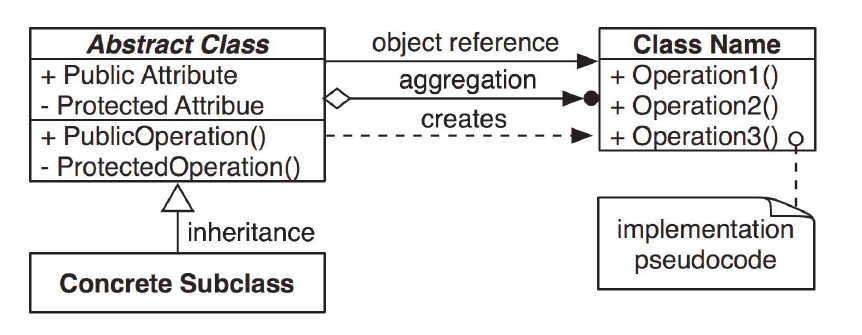 Abstract Class
+ Public Attribute
- Protected Attribue
+ PublicOperation()
- ProtectedOperation()
object reference
aggregation
creates
Class Name
+ Operation1()
+ Operation2()
+ Operation3()
implementation
pseudocode
inheritance
Concrete Subclass